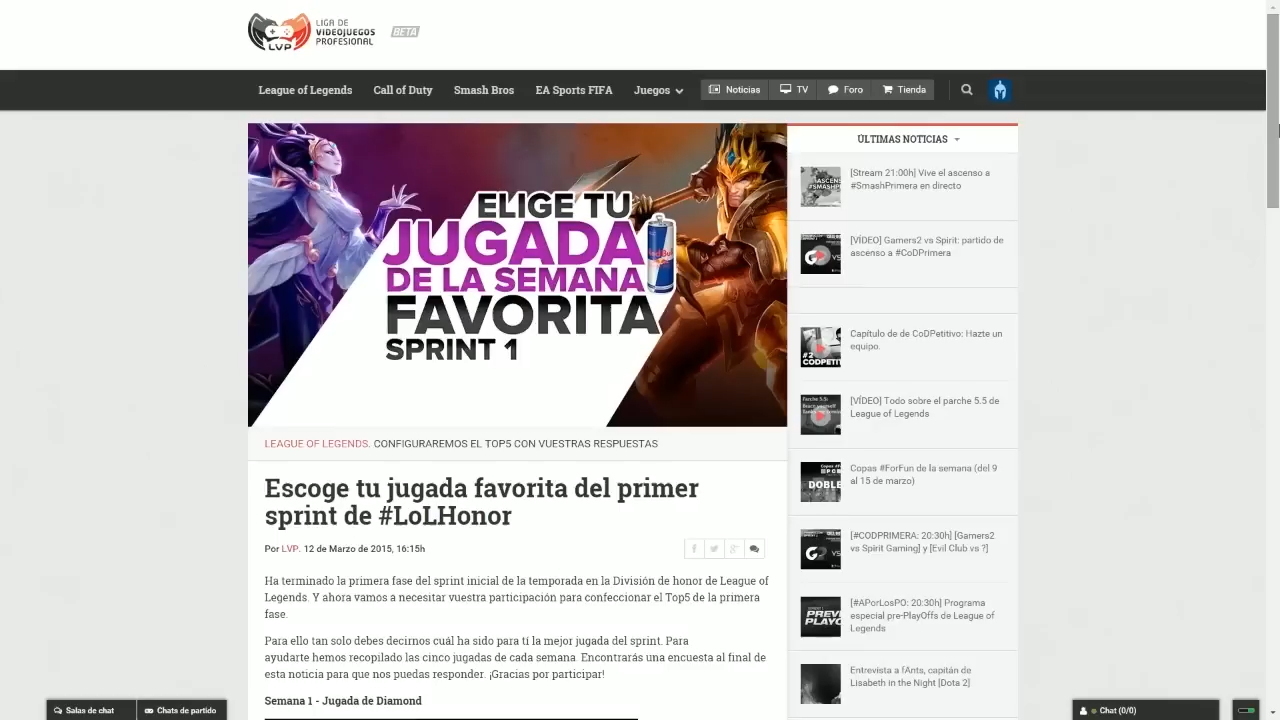 LIGA DE
VIDEOJUEGOS
PROFESIONAL
LVP
BETA
League of Legends
Call of Duty
Smash Bros
EA Sports FIFA
Juegos
Noticias
TV
Foro
Tienda
ELIGE TU
JUGADA
DE LA SEMANA
FAVORITA
SPRINT 1
Red Bull
LEAGUE OF LEGENDS. CONFIGURAREMOS EL TOP5 CON VUESTRAS RESPUESTAS
Escoge tu jugada favorita del primer
sprint de #LoLHonor
Por LVP. 12 de Marzo de 2015, 16:15h
Ha terminado la primera fase del sprint inicial de la temporada en la División de honor de League of
Legends. Y ahora vamos a necesitar vuestra participación para confeccionar el Top5 de la primera
fase.
Para ello tan solo debes decirnos cuál ha sido para tí la mejor jugada del sprint. Para
ayudarte hemos recopilado las cinco jugadas de cada semana. Encontrarás una encuesta al final de
esta noticia para que nos puedas responder. ¡Gracias por participar!
Semana 1 - Jugada de Diamond
ÚLTIMAS NOTICIAS
[Stream 21:00h] Vive el ascenso a
#SmashPrimera en directo
[VÍDEO] Gamers2 vs Spirit: partido de
ascenso a #CoDPrimera
Capítulo de de CoDPetitivo: Hazte un
equipo.
[VÍDEO] Todo sobre el parche 5.5 de
League of Legends
Copas #ForFun de la semana (del 9
al 15 de marzo)
[#CODPRIMERA: 20:30h] [Gamers2
vs Spirit Gaming] y [Evil Club vs ?]
[#APorLosPO: 20:30h] Programa
especial pre-PlayOffs de League of
Legends
Entrevista a fAnts, capitán de
Lisabeth in the Night [Dota 2]
Salas de chat
Chats de partido
Chat (0/0)